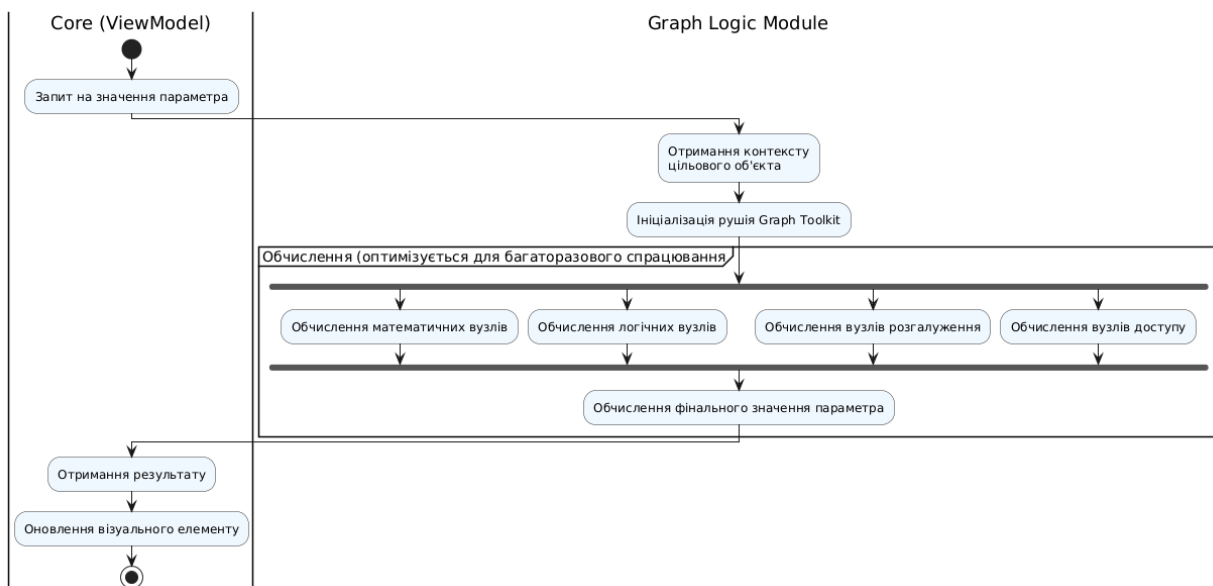 Core (ViewModel)
Graph Logic Module
Запит на значення параметра
Отримання контексту
цільового об'єкта
Ініціалізація рушія Graph Toolkit
Обчислення (оптимізується для багаторазового спрацювання
Обчислення математичних вузлів
Обчислення логічних вузлів
Обчислення вузлів розгалуження
Обчислення вузлів доступу
Обчислення фінального значення параметра
Отримання результату
Оновлення візуального елементу